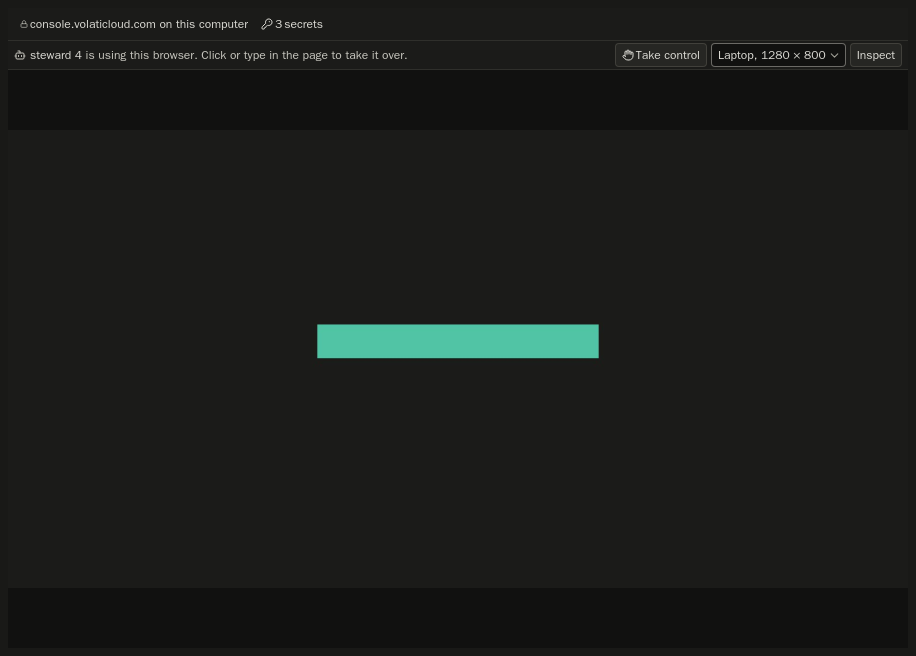 console.volaticloud.com on this computer 3 secrets
steward 4 is using this browser. Click or type in the page to take it over. Take control Laptop, 1280 × 800 Inspect